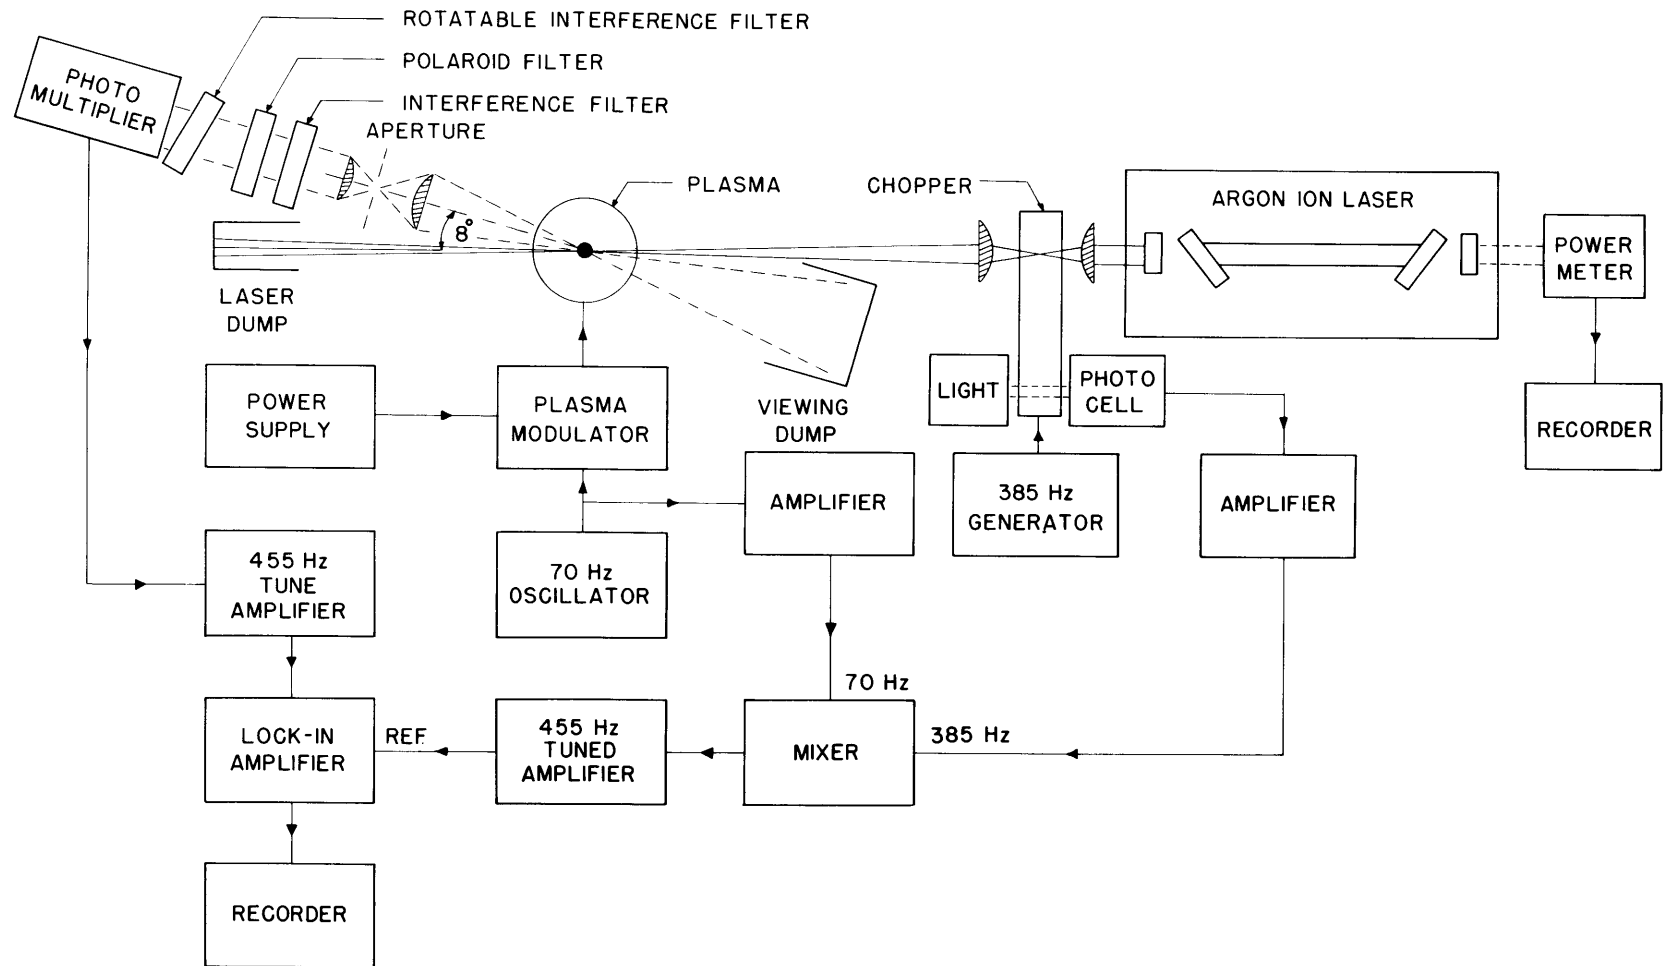 ROTATABLE INTERFERENCE FILTER
POLAROID FILTER
INTERFERENCE FILTER
APERTURE
PHOTO
MULTIPLIER
8°
PLASMA
CHOPPER
ARGON ION LASER
POWER
METER
LASER
DUMP
LIGHT
PHOTO
CELL
RECORDER
POWER
SUPPLY
PLASMA
MODULATOR
VIEWING
DUMP
AMPLIFIER
385 Hz
GENERATOR
AMPLIFIER
455 Hz
TUNE
AMPLIFIER
70 Hz
OSCILLATOR
70 Hz
385 Hz
LOCK-IN
AMPLIFIER
REF.
455 Hz
TUNED
AMPLIFIER
MIXER
RECORDER